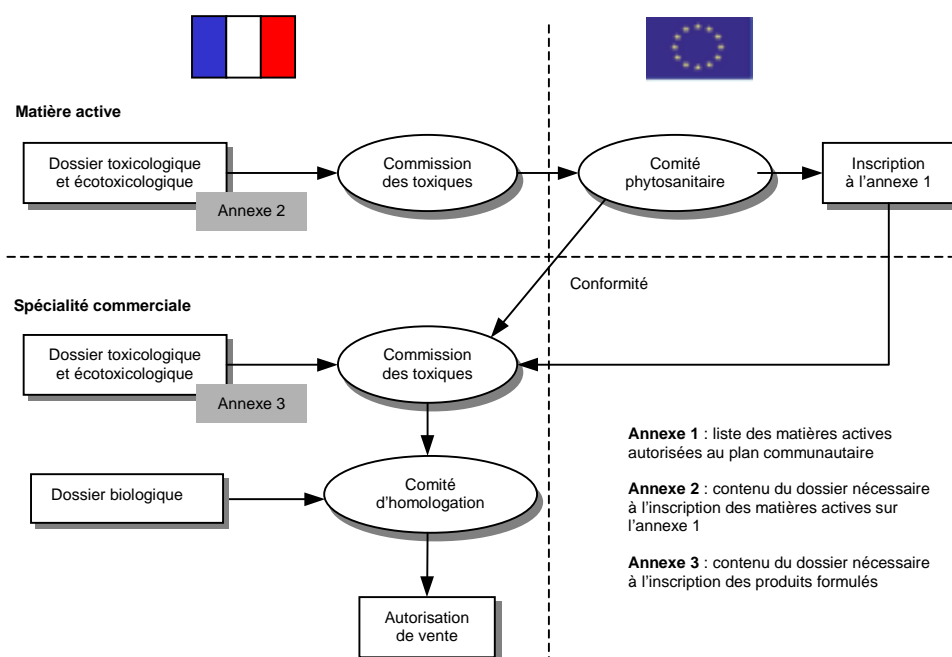 Matière active
Dossier toxicologique
et écotoxicologique
Annexe 2
Commission
des toxiques
Comité
phytosanitaire
Inscription
à l'annexe 1
Conformité
Spécialité commerciale
Dossier toxicologique
et écotoxicologique
Annexe 3
Commission
des toxiques
Dossier biologique
Comité
d'homologation
Autorisation
de vente
Annexe 1 : liste des matières actives
autorisées au plan communautaire
Annexe 2 : contenu du dossier nécessaire
à l'inscription des matières actives sur
l'annexe 1
Annexe 3 : contenu du dossier nécessaire
à l'inscription des produits formulés